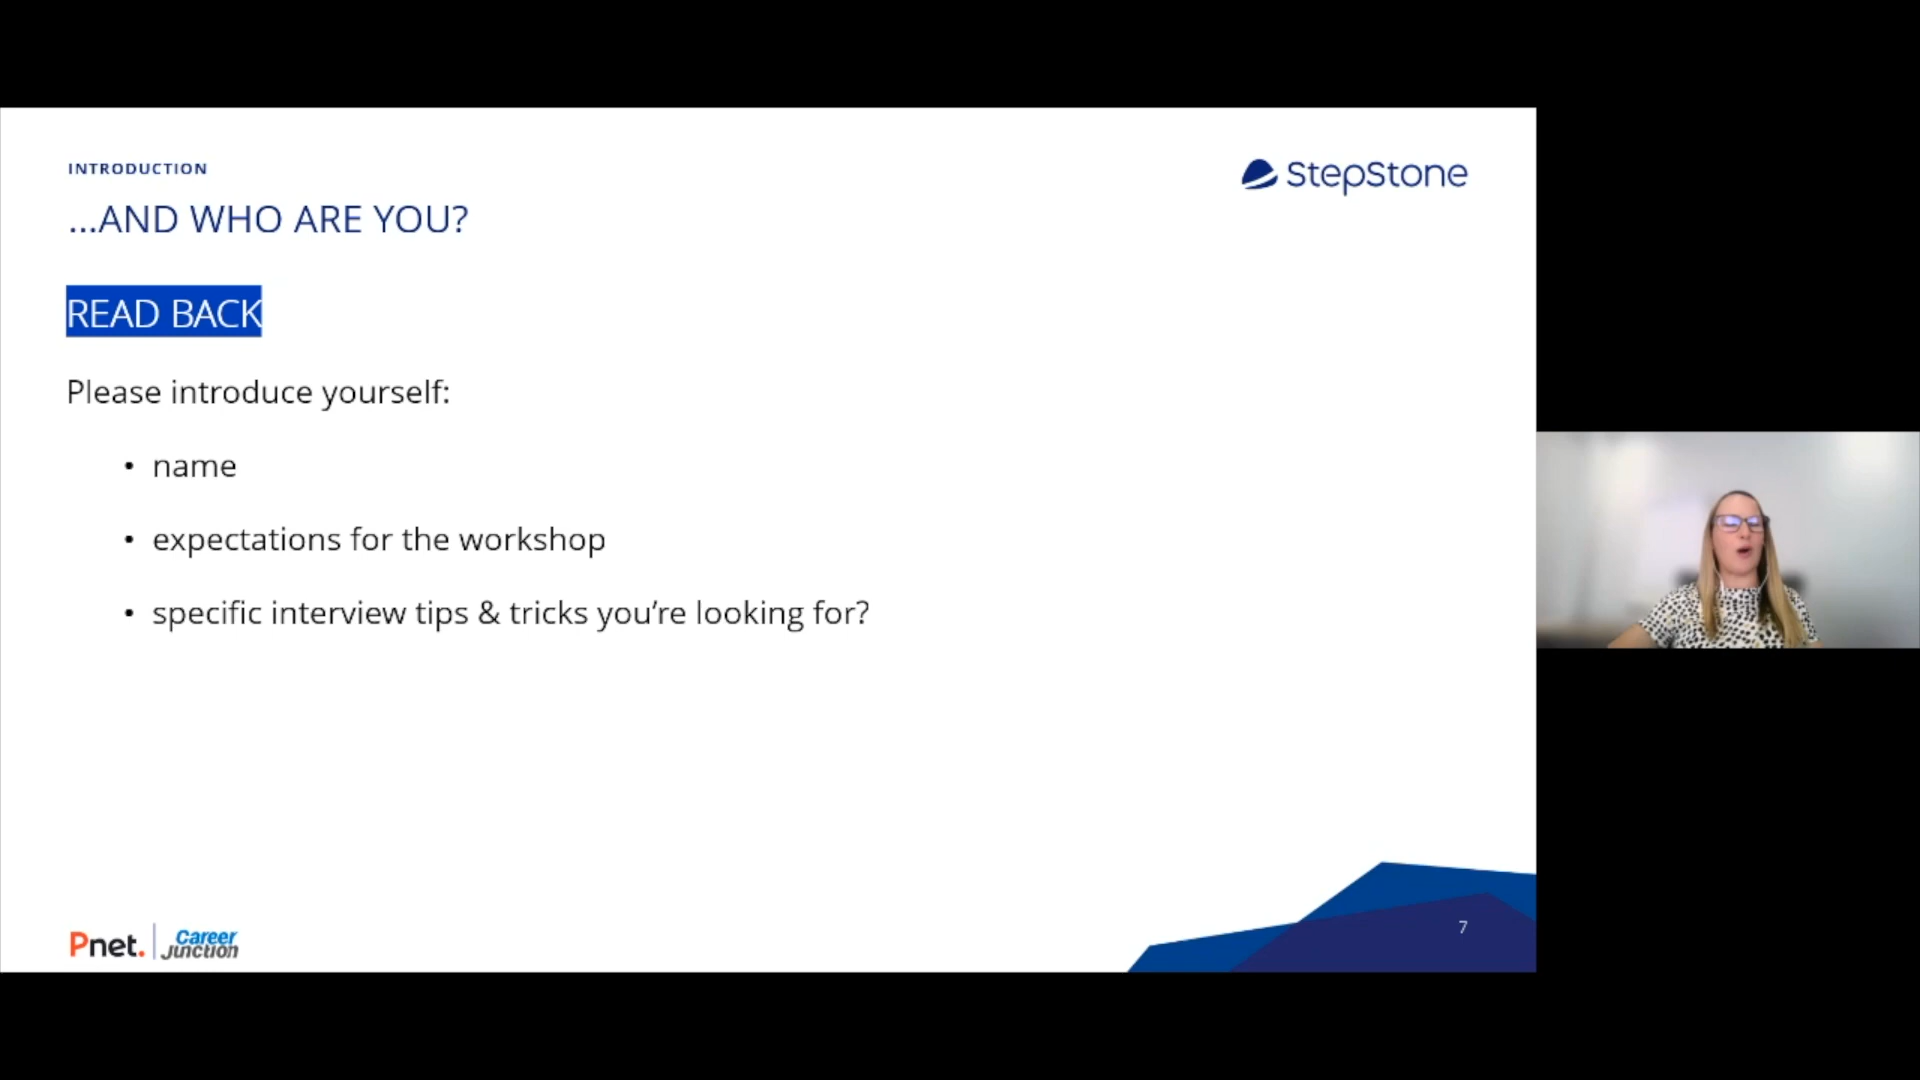 INTRODUCTION
StepStone
...AND WHO ARE YOU?
READ BACK
Please introduce yourself:
• name
• expectations for the workshop
• specific interview tips & tricks you’re looking for?
7
Pnet.
Career
Junction